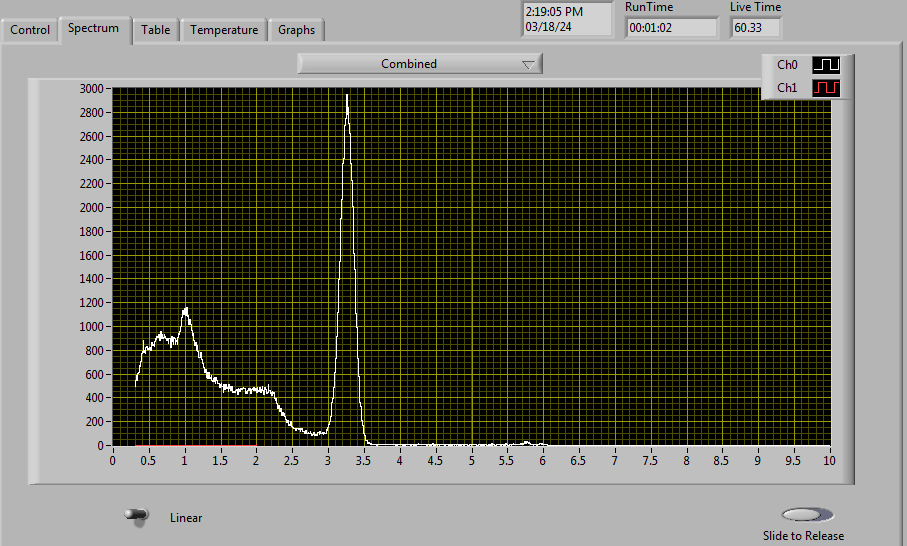 2:19:05 PM
03/18/24
RunTime
00:01:02
Live Time
60.33
Control
Spectrum
Table
Temperature
Graphs
Combined
Ch0
Ch1
3000
2800
2600
2400
2200
2000
1800
1600
1400
1200
1000
800
600
400
200
0
0 0.5 1 1.5 2 2.5 3 3.5 4 4.5 5 5.5 6 6.5 7 7.5 8 8.5 9 9.5 10
Linear
Slide to Release